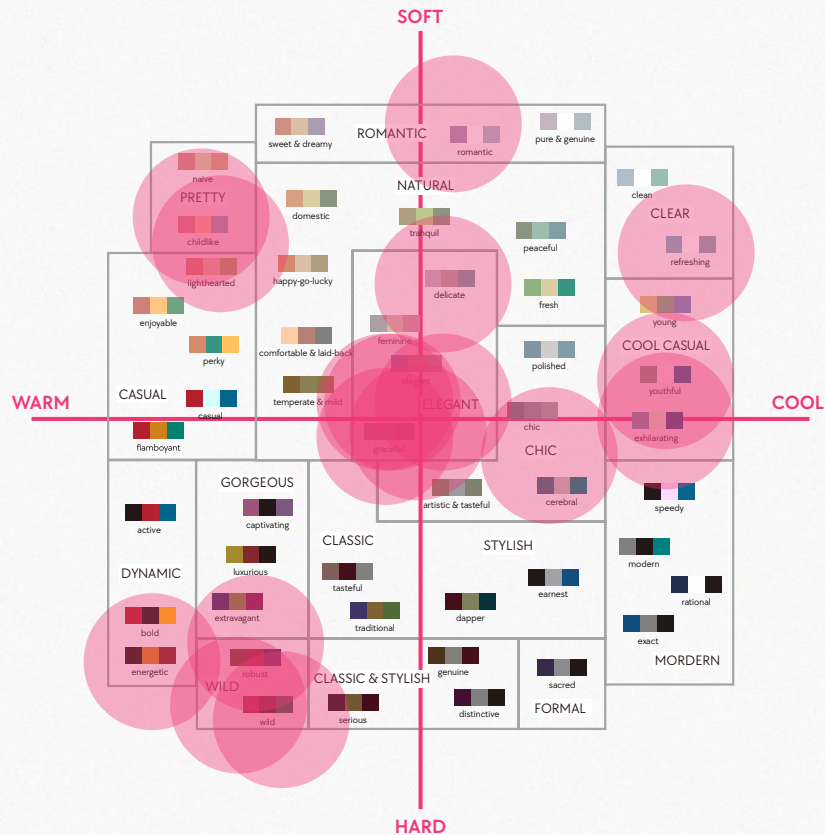 SOFT
ROMANTIC
sweet & dreamy
romantic
pure & genuine
naive
PRETTY
childlike
lighthearted
NATURAL
domestic
tranquil
peaceful
happy-go-lucky
delicate
fresh
clean
CLEAR
refreshing
enjoyable
perky
feminine
comfortable & laid-back
polished
young
COOL CASUAL
youthful
elegant
temperate & mild
CASUAL
casual
WARM
COOL
ELEGANT
chic
exhilarating
flamboyant
graceful
CHIC
GORGEOUS
captivating
artistic & tasteful
cerebral
speedy
active
luxurious
CLASSIC
STYLISH
modern
DYNAMIC
tasteful
earnest
rational
extravagant
traditional
dapper
exact
bold
energetic
robust
genuine
sacred
MORDERN
WILD
CLASSIC & STYLISH
wild
serious
distinctive
FORMAL
HARD